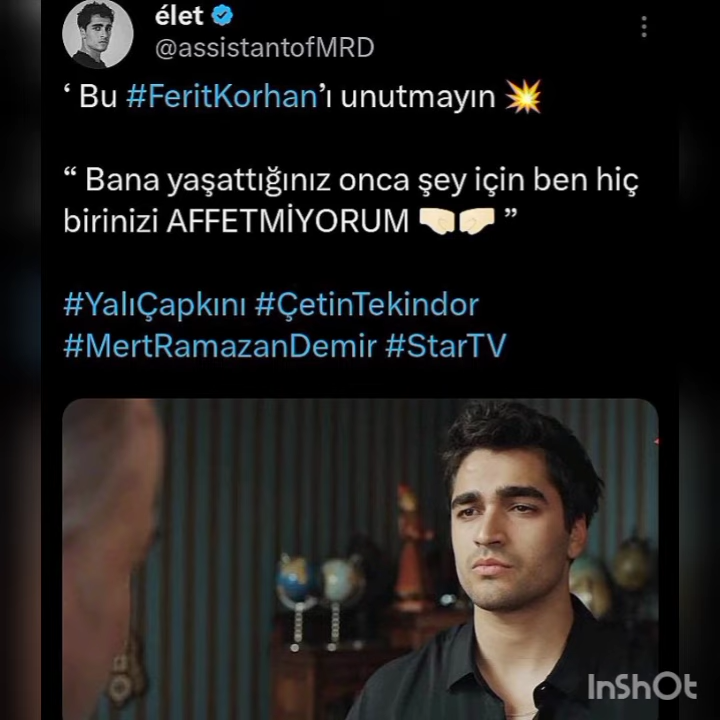 élet
@assistantofMRD
‘ Bu #FeritKorhan’ı unutmayın 💥
“ Bana yaşattığınız onca şey için ben hiç
birinizi AFFETMİYORUM 🤜🏻🤛🏻 ”
#YalıÇapkını #ÇetinTekindor
#MertRamazanDemir #StarTV
InShOt